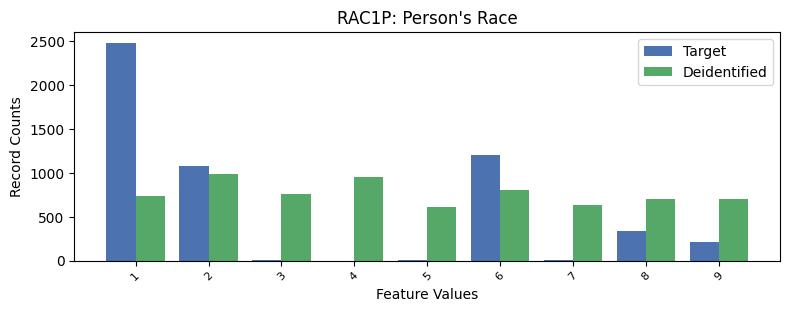 RAC1P: Person's Race
Target
Deidentified
Record Counts
2500
2000
1500
1000
500
0
1 2 3 4 5 6 7 8 9
Feature Values